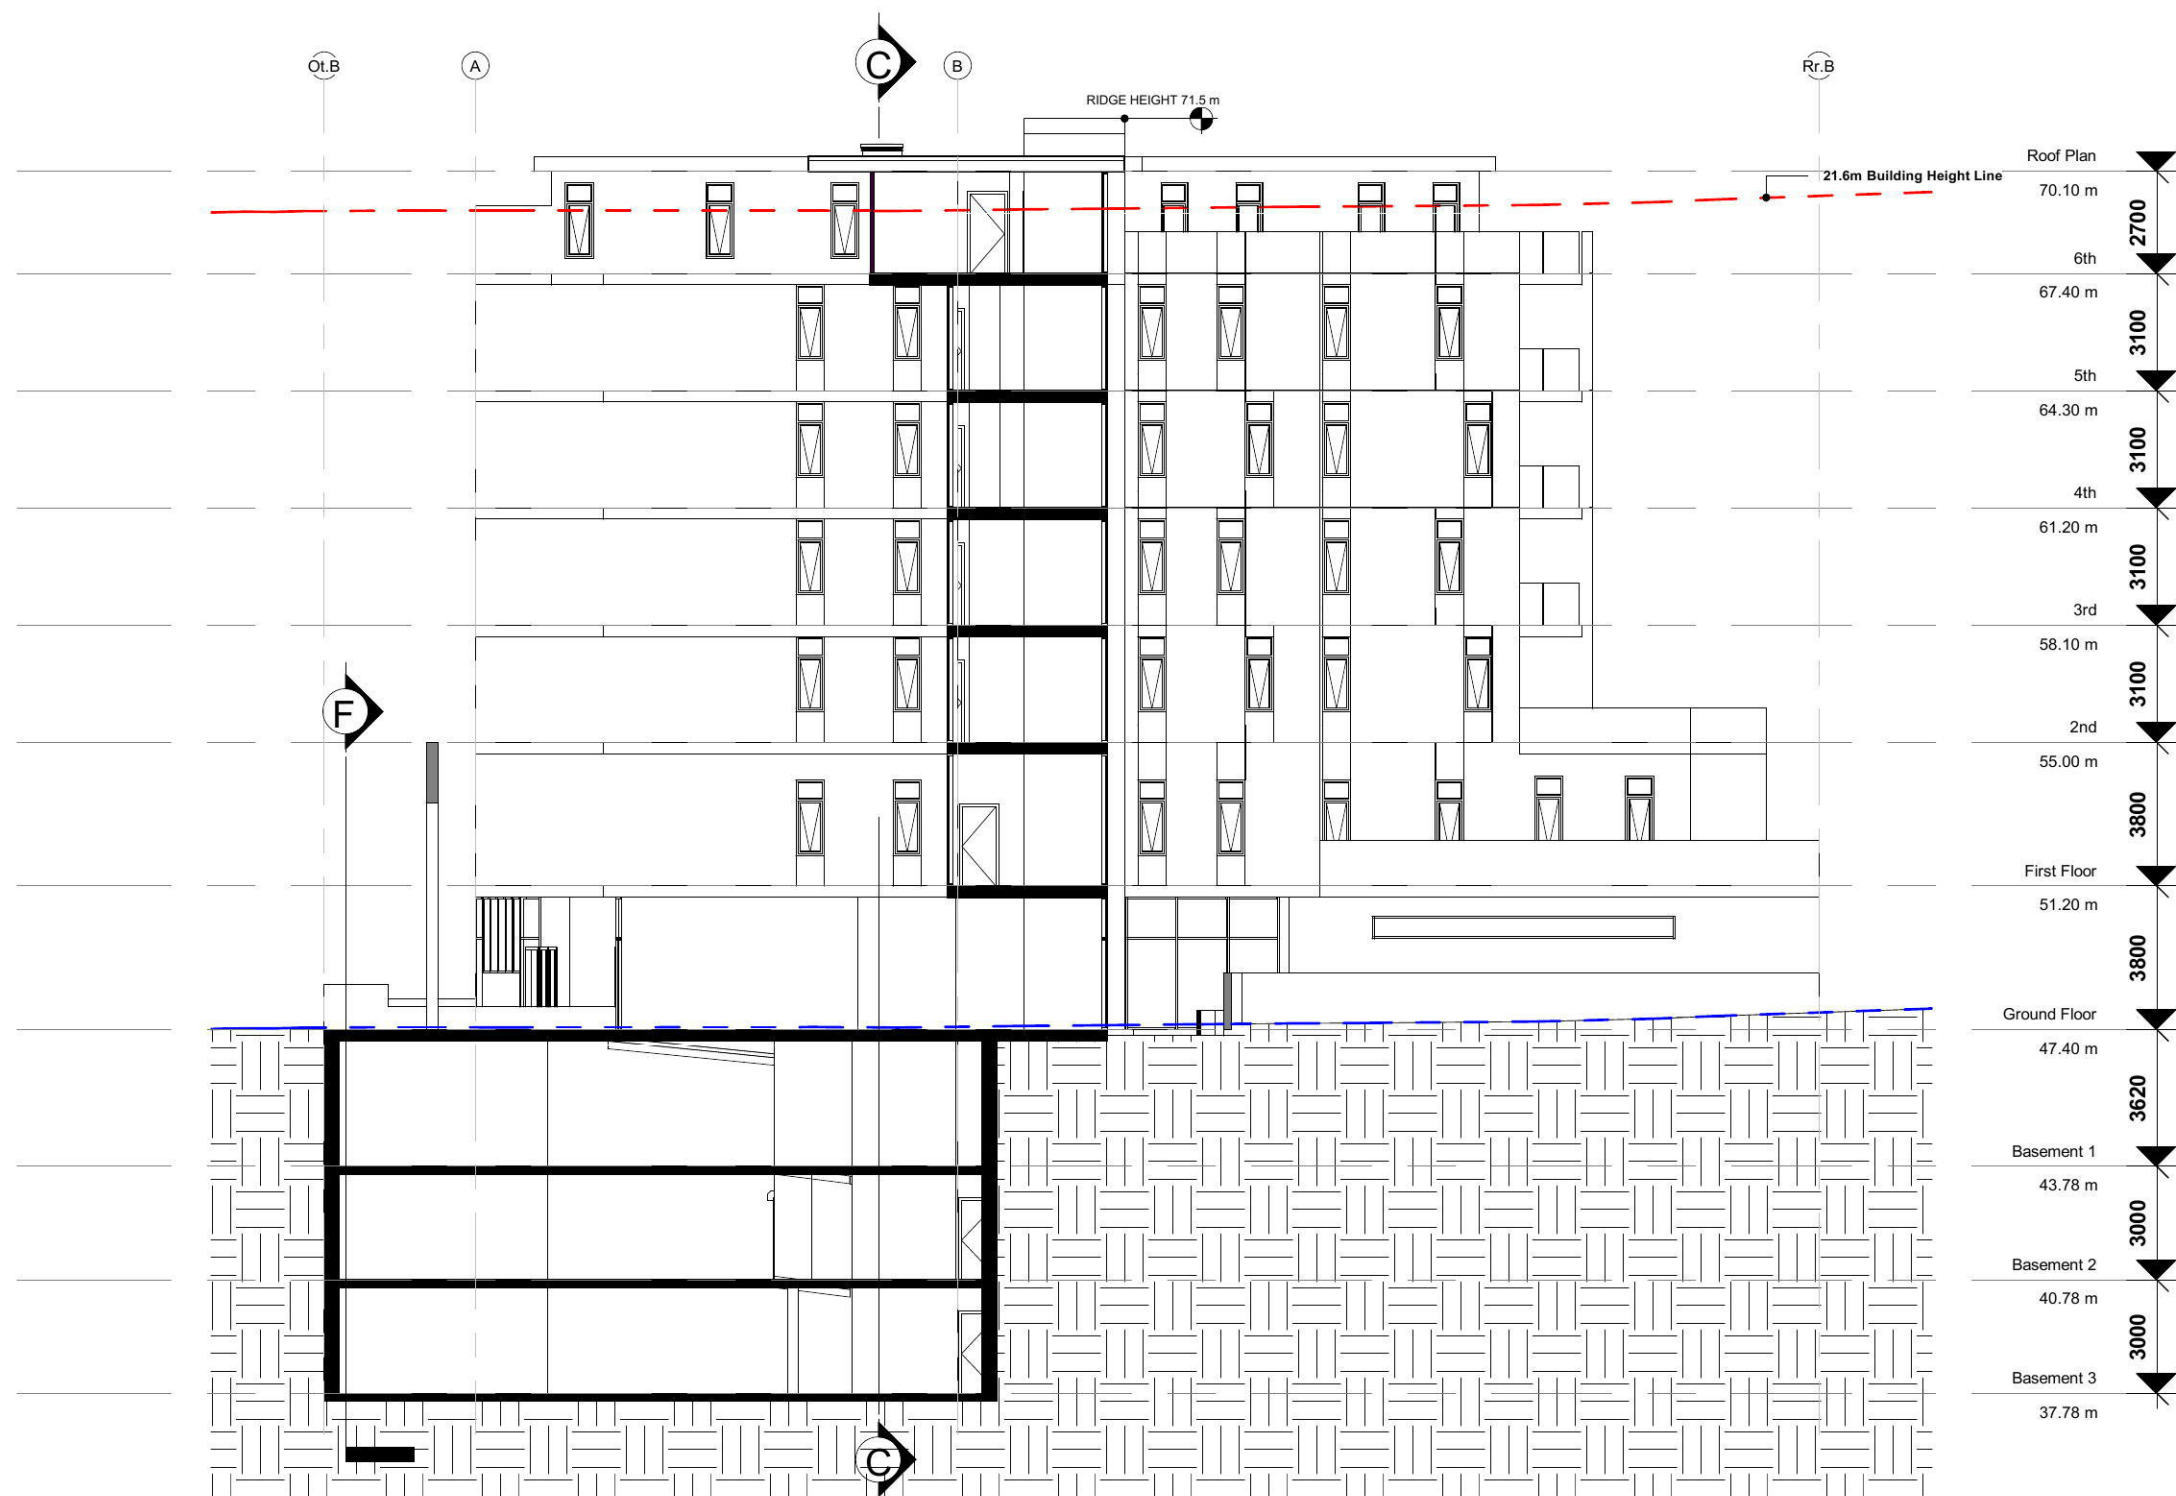 C
Ot.B
A
B
Rr.B
RIDGE HEIGHT 71.5 m
Roof Plan
21.6m Building Height Line
70.10 m
2700
6th
67.40 m
3100
5th
64.30 m
3100
4th
61.20 m
3100
3rd
58.10 m
3100
F
2nd
55.00 m
3800
First Floor
51.20 m
3800
Ground Floor
47.40 m
3620
Basement 1
43.78 m
3000
Basement 2
40.78 m
3000
Basement 3
37.78 m
C